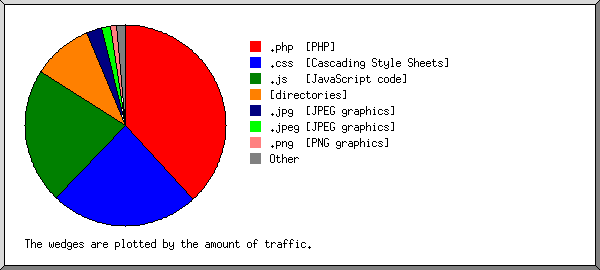 .php  [PHP]
.css  [Cascading Style Sheets]
.js   [JavaScript code]
[directories]
.jpg  [JPEG graphics]
.jpeg [JPEG graphics]
.png  [PNG graphics]
Other
The wedges are plotted by the amount of traffic.